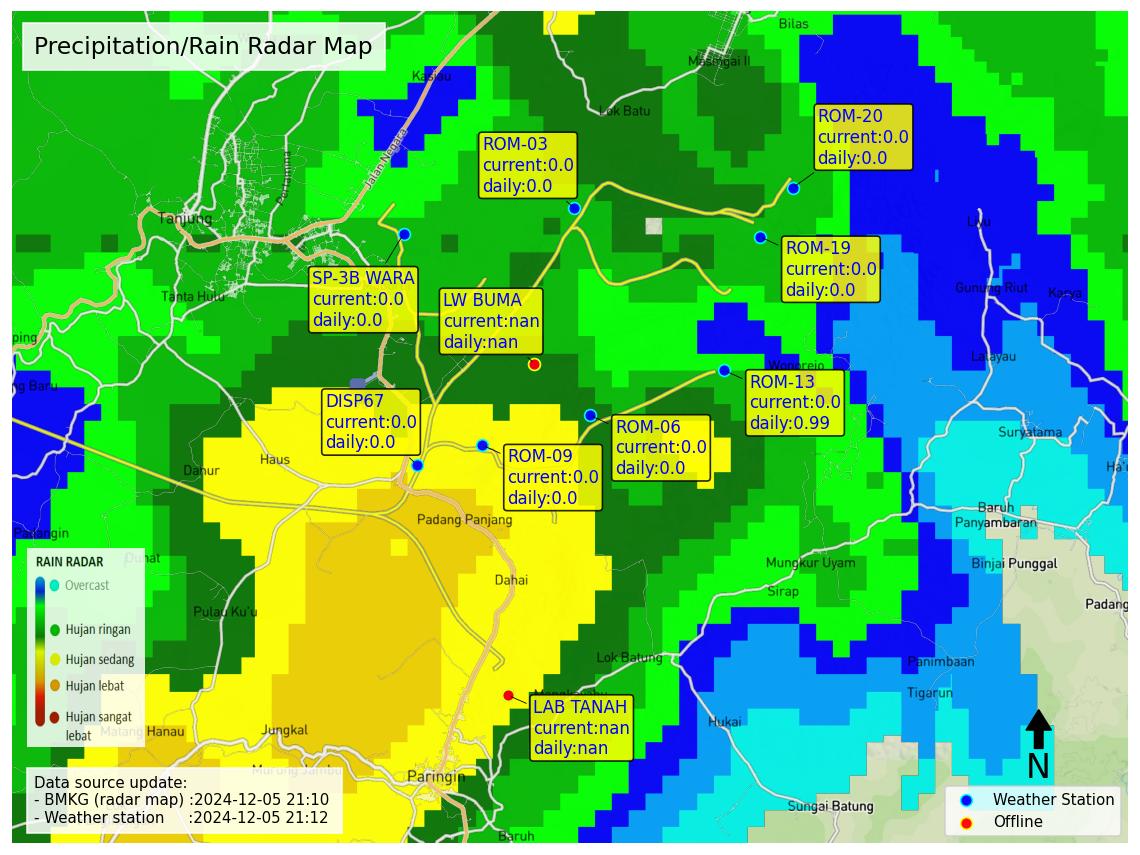 Precipitation/Rain Radar Map
Bilas
Masingai II
Kasiau
Lok Batu
ROM-20
current:0.0
daily:0.0
ROM-03
current:0.0
daily:0.0
Jalan Negara
Pertamina
Tanjung
Layu
ROM-19
current:0.0
daily:0.0
SP-3B WARA
current:0.0
daily:0.0
Tanta Hulu
LW BUMA
current:nan
daily:nan
Gunung Riut
Karya
ping
Lalayau
Wonorejo
ng Baru
ROM-13
current:0.0
daily:0.99
DISP67
current:0.0
daily:0.0
ROM-06
current:0.0
daily:0.0
Suryatama
ROM-09
current:0.0
daily:0.0
Haus
Dahur
Ha'u
Baruh
Panyambaran
Padang Panjang
Padangin
Mungkur Uyam
Binjai Punggal
Dahai
Sirap
Padang
Pulau Ku'u
RAIN RADAR
Overcast
Hujan ringan
Hujan sedang
Hujan lebat
Hujan sangat
lebat
Lok Batung
Panimbaan
Tigarun
LAB TANAH
current:nan
daily:nan
Hukai
Matang Hanau
Jungkal
Murung Jambu
Paringin
N
Data source update:
- BMKG (radar map) :2024-12-05 21:10
- Weather station :2024-12-05 21:12
Sungai Batung
Weather Station
Offline
Baruh